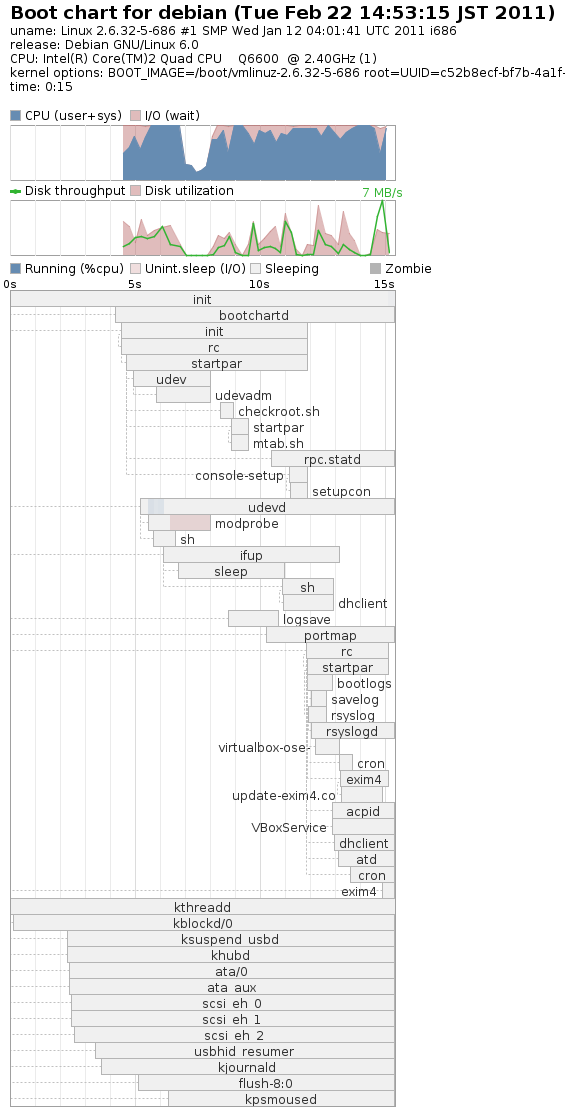 Boot chart for debian (Tue Feb 22 14:53:15 JST 2011)
uname: Linux 2.6.32-5-686 #1 SMP Wed Jan 12 04:01:41 UTC 2011 i686
release: Debian GNU/Linux 6.0
CPU: Intel(R) Core(TM)2 Quad CPU Q6600 @ 2.40GHz (1)
kernel options: BOOT_IMAGE=/boot/vmlinuz-2.6.32-5-686 root=UUID=c52b8ecf-bf7b-4a1f-
time: 0:15
CPU (user+sys) I/O (wait)
Disk throughput Disk utilization 7 MB/s
Running (%cpu) Unint.sleep (I/O) Sleeping Zombie
0s 5s 10s 15s
init
bootchartd
init
rc
startpar
udev
udevadm
checkroot.sh
startpar
mtab.sh
rpc.statd
console-setup
setupcon
udevd
modprobe
sh
ifup
sleep
sh
dhclient
logsave
portmap
rc
startpar
bootlogs
savelog
rsyslog
rsyslogd
virtualbox-ose-
cron
exim4
update-exim4.co
acpid
VBoxService
dhclient
atd
cron
exim4
kthreadd
kblockd/0
ksuspend_usbd
khubd
ata/0
ata_aux
scsi_eh_0
scsi_eh_1
scsi_eh_2
usbhid_resumer
kjournald
flush-8:0
kpsmoused